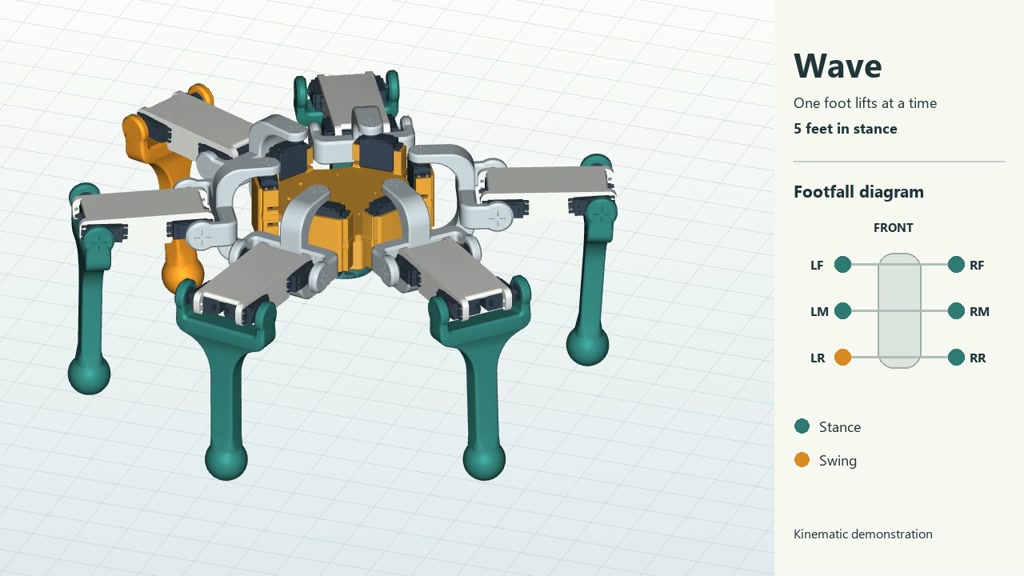 Wave
One foot lifts at a time
5 feet in stance
Footfall diagram
FRONT
LF RF
LM RM
LR RR
Stance
Swing
Kinematic demonstration